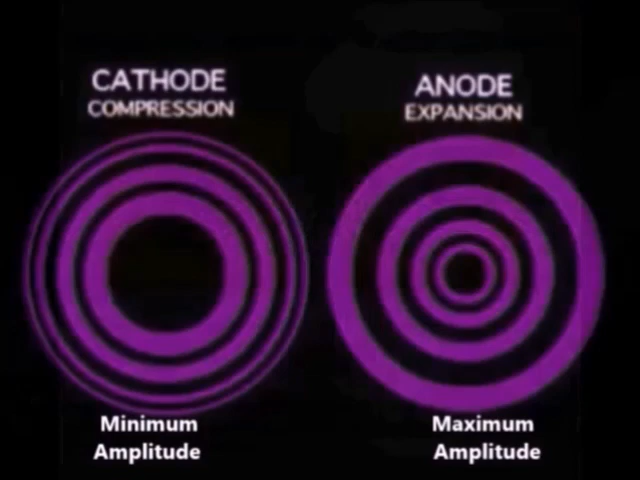 CATHODE
COMPRESSION
Minimum
Amplitude
ANODE
EXPANSION
Maximum
Amplitude